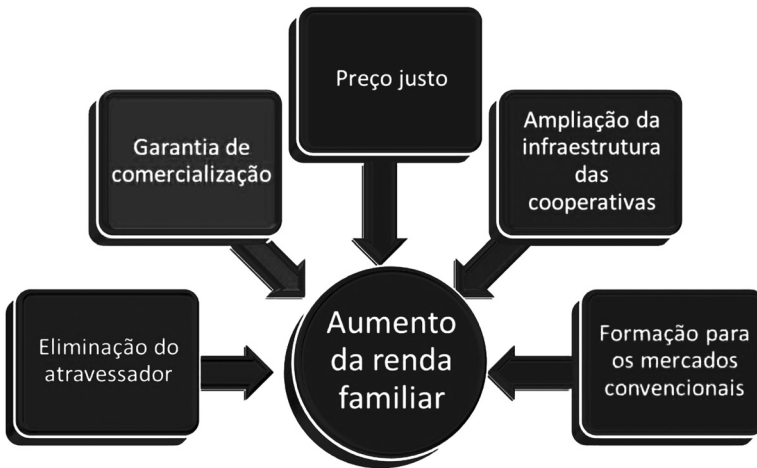 Preço justo
Garantia de
comercialização
Ampliação da
infraestrutura
das
cooperativas
Eliminação do
atravessador
Aumento
da renda
familiar
Formação para
os mercados
convencionais